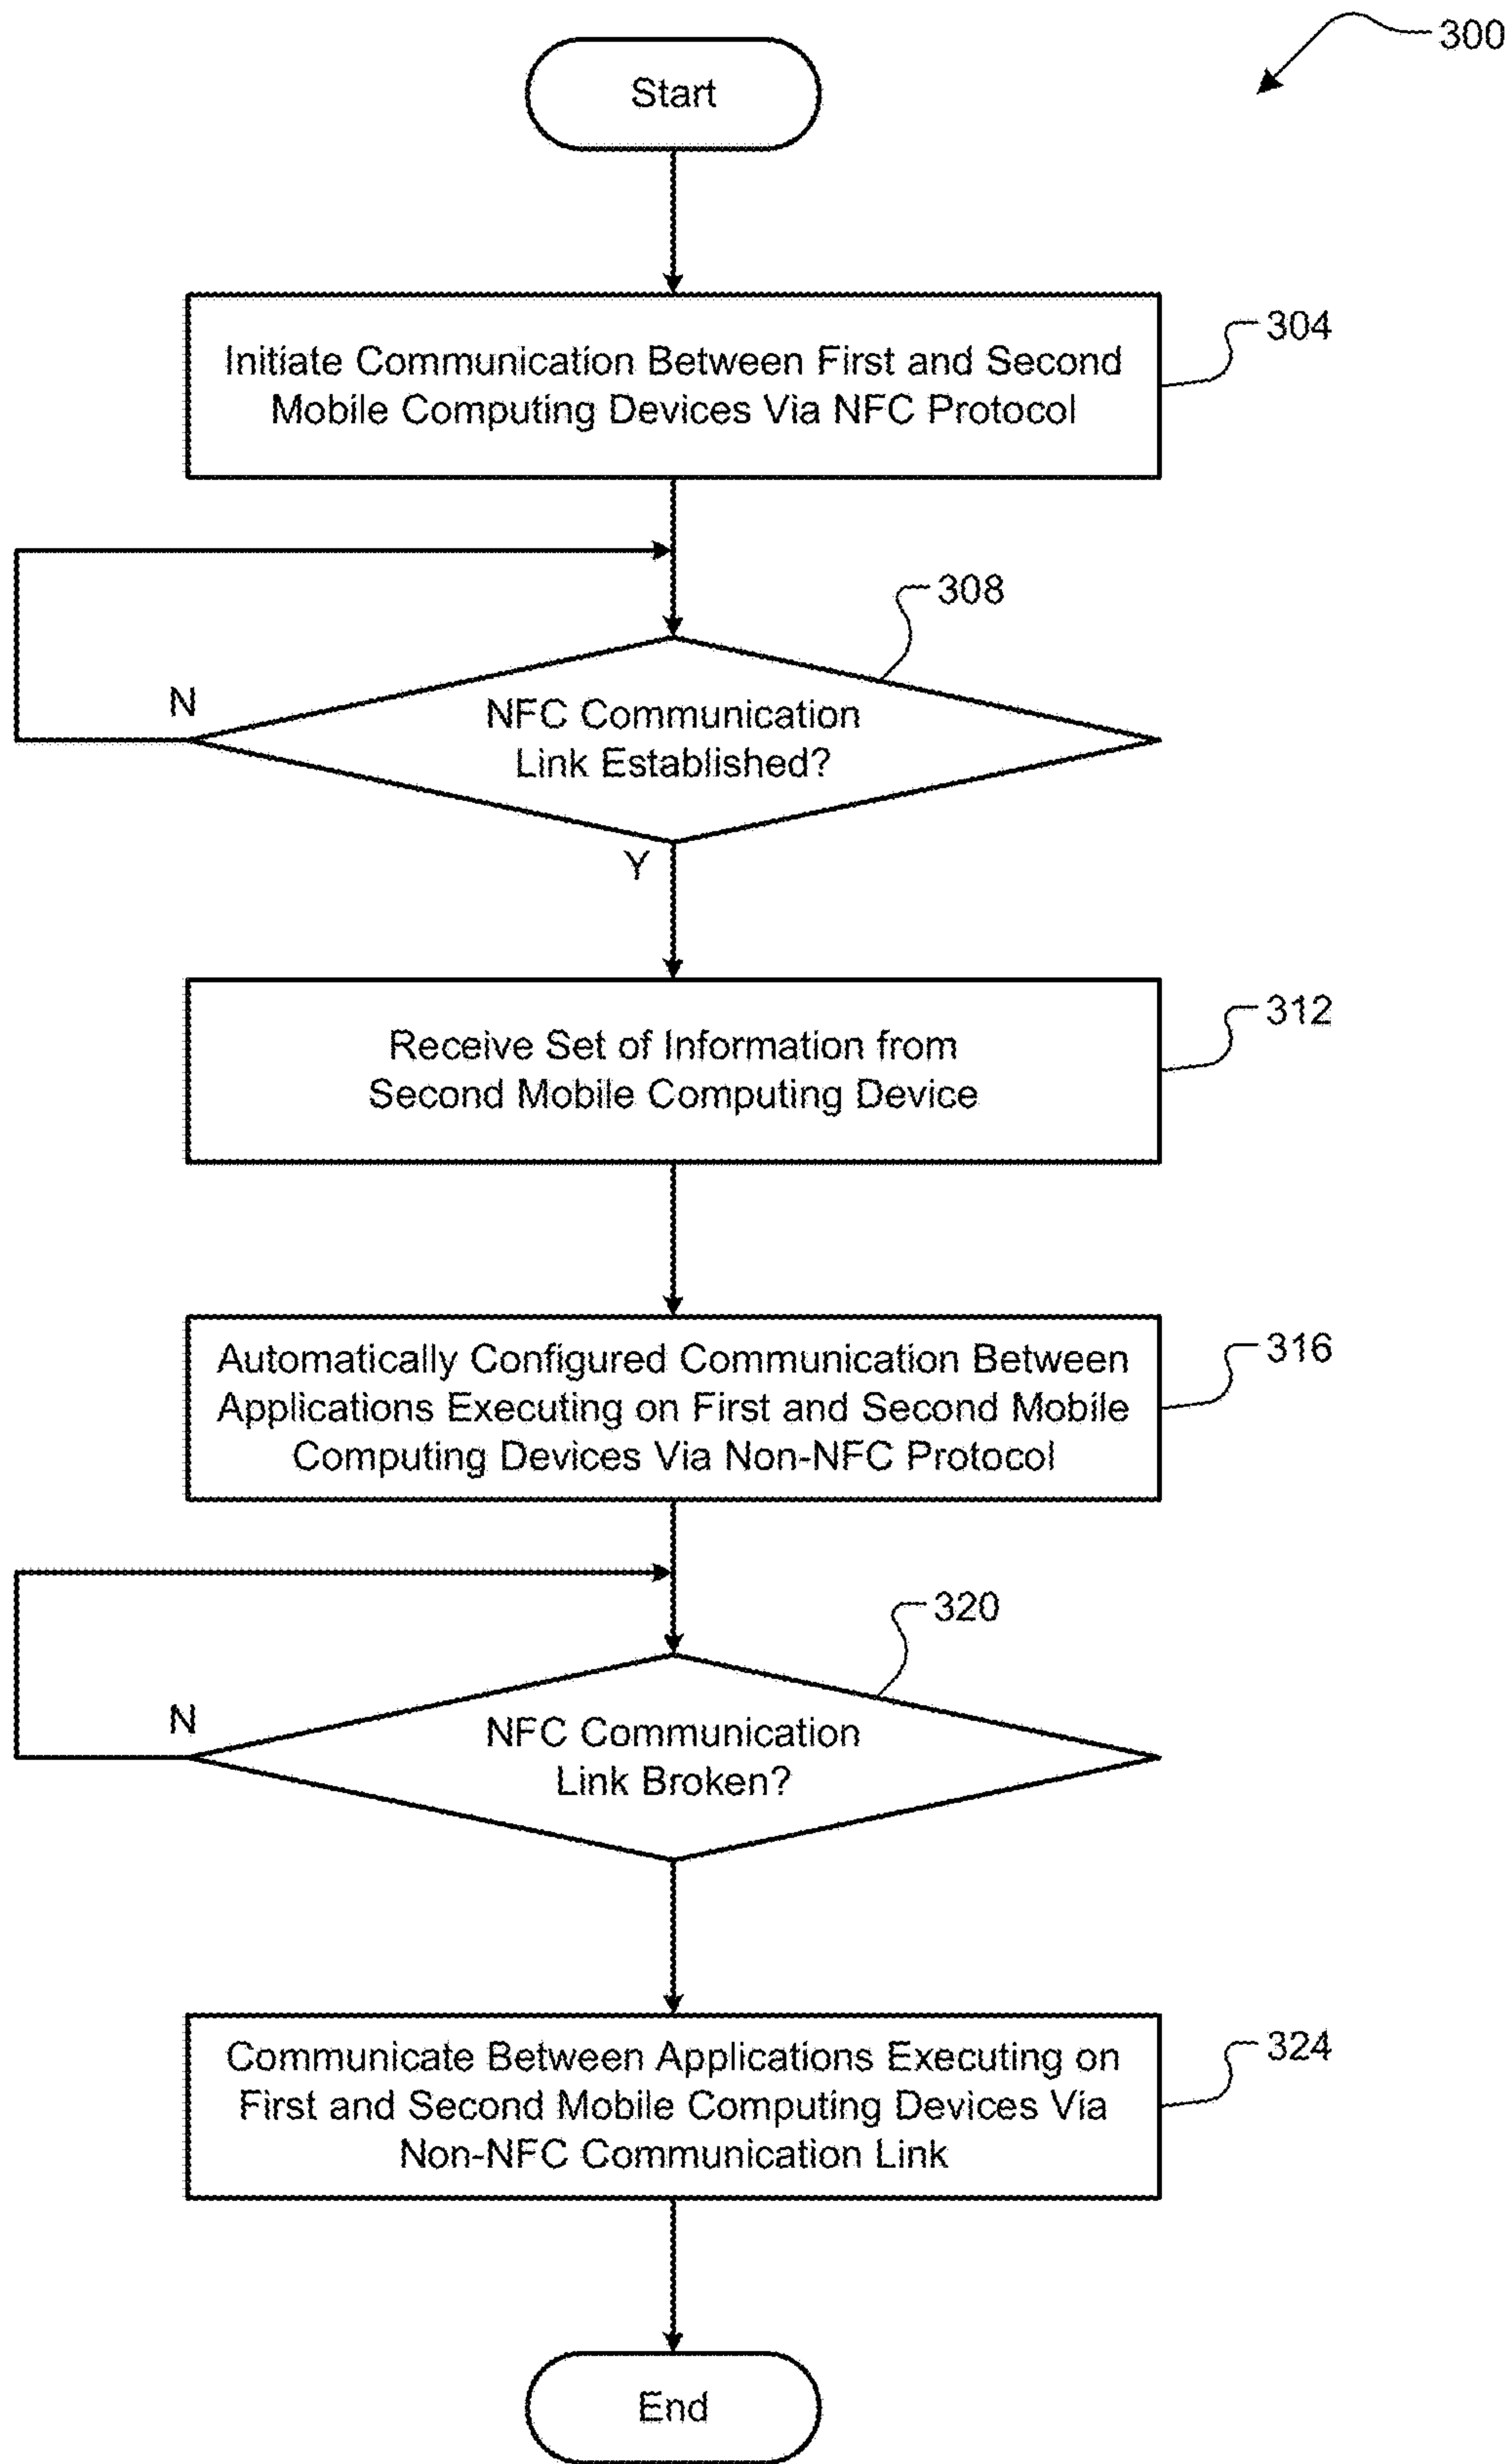 300
Start
Initiate Communication Between First and Second
Mobile Computing Devices Via NFC Protocol
304
308
NFC Communication
Link Established?
N
Y
Receive Set of Information from
Second Mobile Computing Device
312
Automatically Configured Communication Between
Applications Executing on First and Second Mobile
Computing Devices Via Non-NFC Protocol
316
320
NFC Communication
Link Broken?
N
Communicate Between Applications Executing on
First and Second Mobile Computing Devices Via
Non-NFC Communication Link
324
End